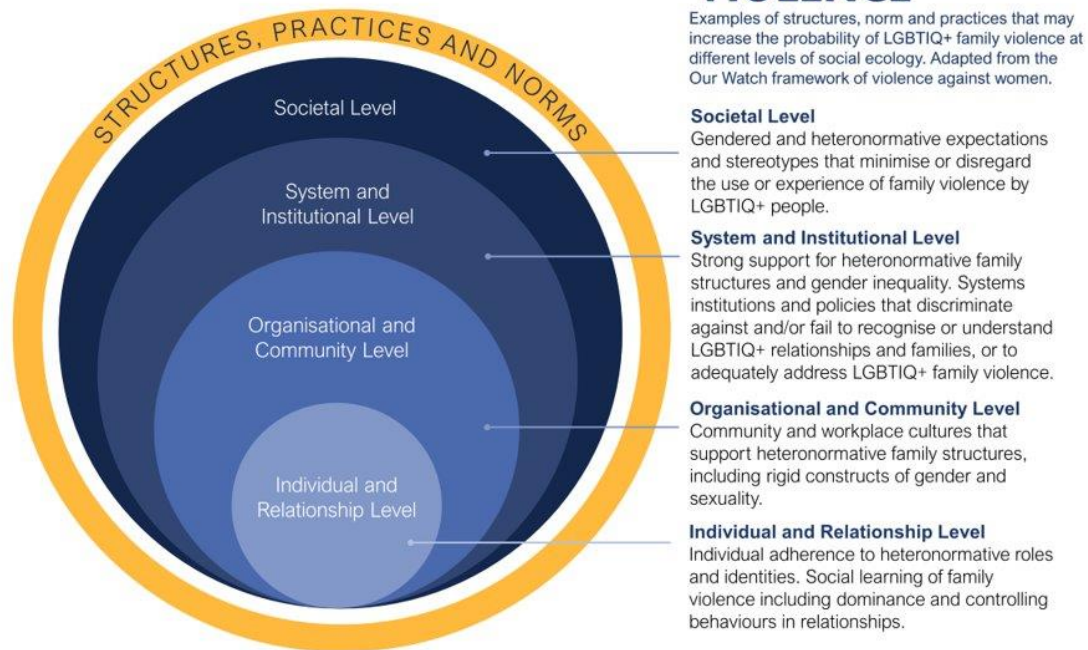 STRUCTURES, PRACTICES AND NORMS
Societal Level
System and
Institutional Level
Organisational and
Community Level
Individual and
Relationship Level
Examples of structures, norm and practices that may
increase the probability of LGBTIQ+ family violence at
different levels of social ecology. Adapted from the
Our Watch framework of violence against women.
Societal Level
Gendered and heteronormative expectations
and stereotypes that minimise or disregard
the use or experience of family violence by
LGBTIQ+ people.
System and Institutional Level
Strong support for heteronormative family
structures and gender inequality. Systems
institutions and policies that discriminate
against and/or fail to recognise or understand
LGBTIQ+ relationships and families, or to
adequately address LGBTIQ+ family violence.
Organisational and Community Level
Community and workplace cultures that
support heteronormative family structures,
including rigid constructs of gender and
sexuality.
Individual and Relationship Level
Individual adherence to heteronormative roles
and identities. Social learning of family
violence including dominance and controlling
behaviours in relationships.